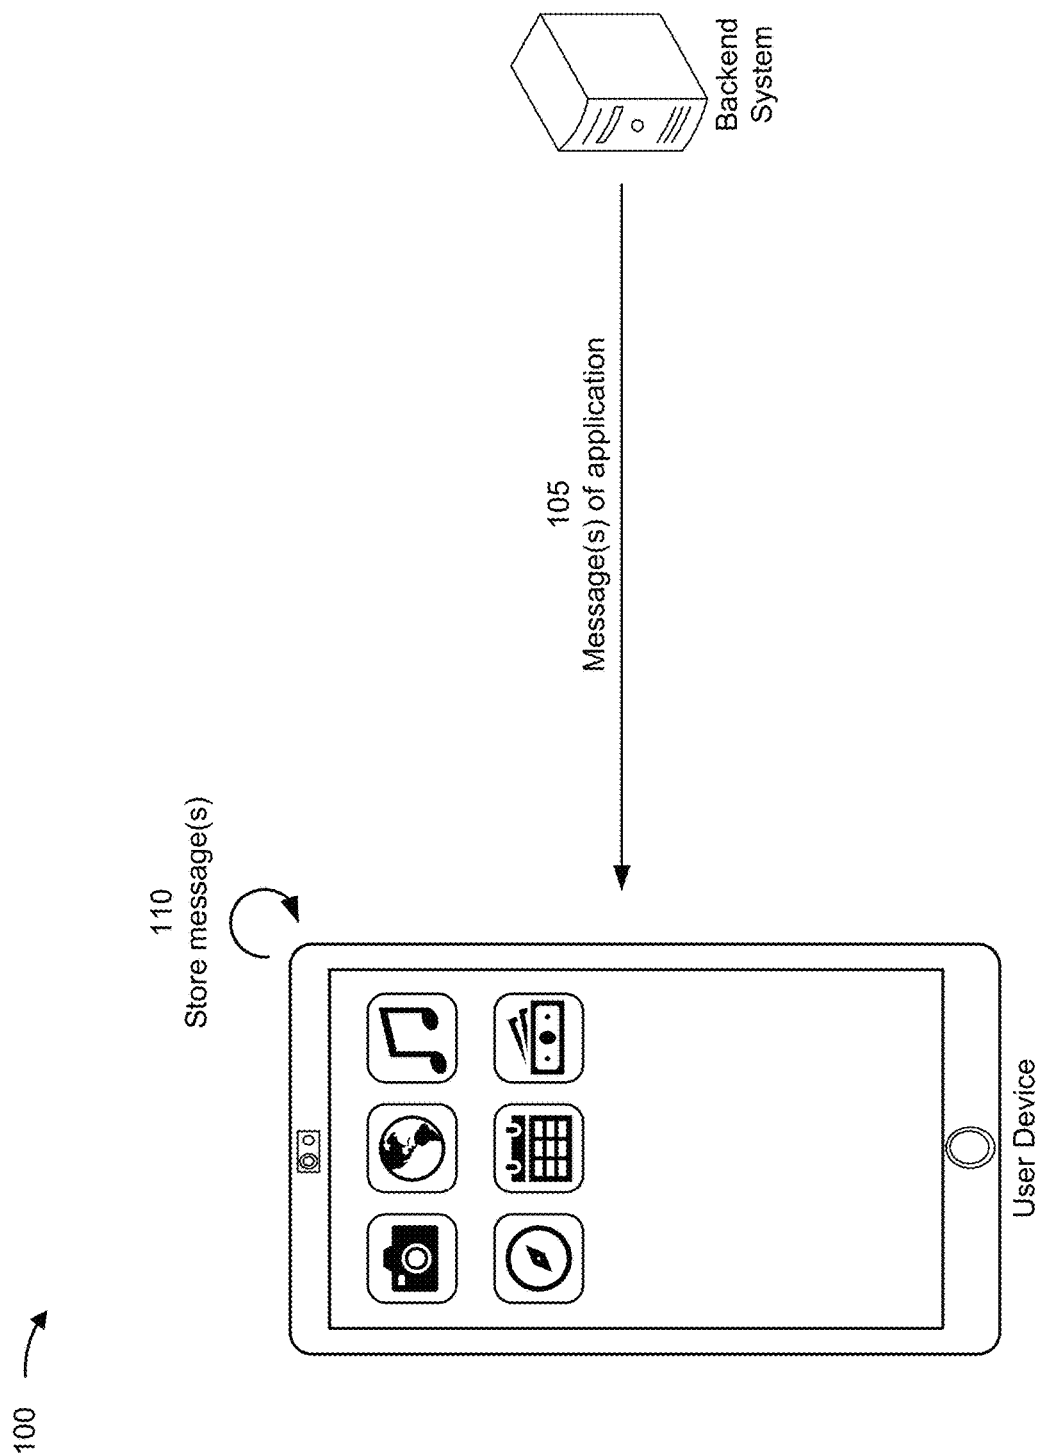 100
110
Store message(s)
105
Message(s) of application
User Device
Backend
System